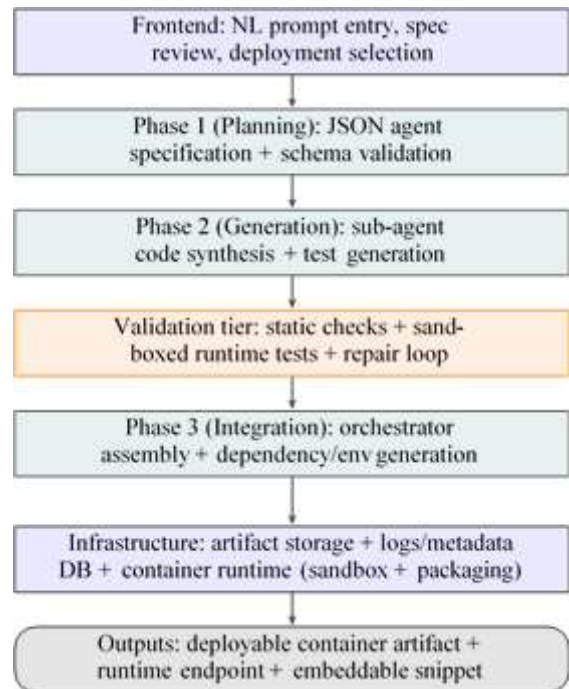 Frontend: NL prompt entry, spec
review, deployment selection
Phase 1 (Planning): JSON agent
specification + schema validation
Phase 2 (Generation): sub-agent
code synthesis + test generation
Validation tier: static checks + sand-
boxed runtime tests + repair loop
Phase 3 (Integration): orchestrator
assembly + dependency/env generation
Infrastructure: artifact storage + logs/metadata
DB + container runtime (sandbox + packaging)
Outputs: deployable container artifact +
runtime endpoint + embeddable snippet